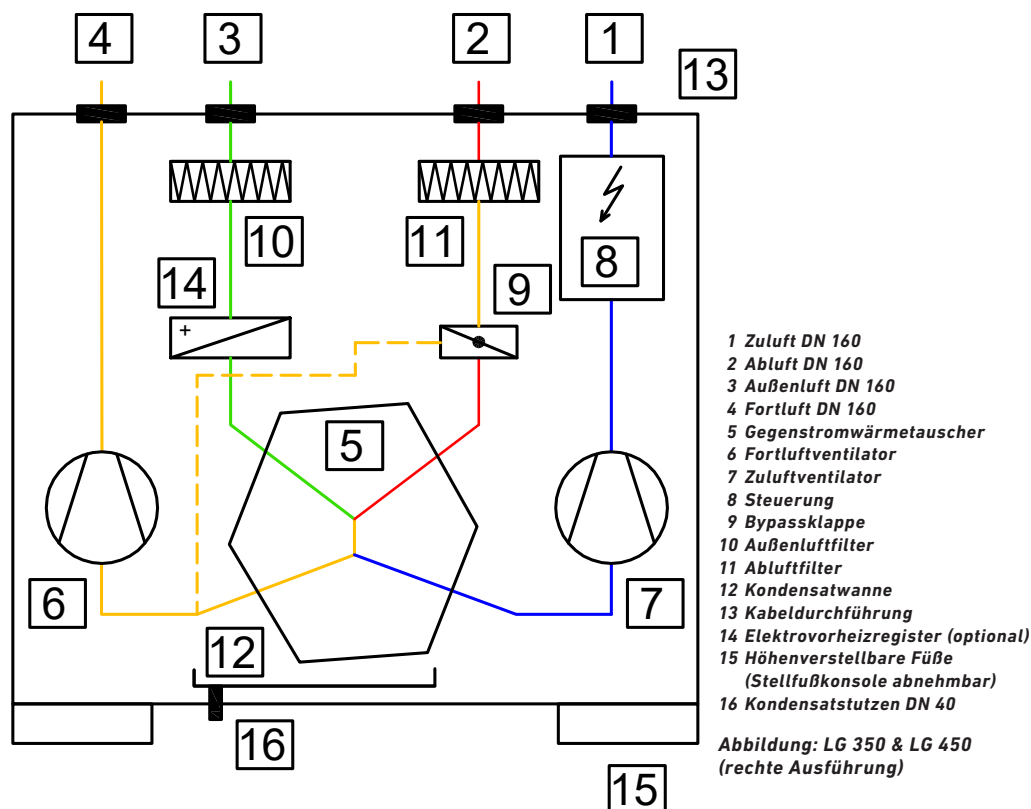 4 3 2 1
13
10 11 8
14 9
5
6 7
12
16
15
1 Zuluft DN 160
2 Abluft DN 160
3 Außenluft DN 160
4 Fortluft DN 160
5 Gegenstromwärmetauscher
6 Fortluftventilator
7 Zuluftventilator
8 Steuerung
9 Bypassklappe
10 Außenluftfilter
11 Abluftfilter
12 Kondensatwanne
13 Kabeldurchführung
14 Elektrovorheizregister (optional)
15 Höhenverstellbare Füße
(Stellfußkonsole abnehmbar)
16 Kondensatstutzen DN 40
Abbildung: LG 350 & LG 450
(rechte Ausführung)
+